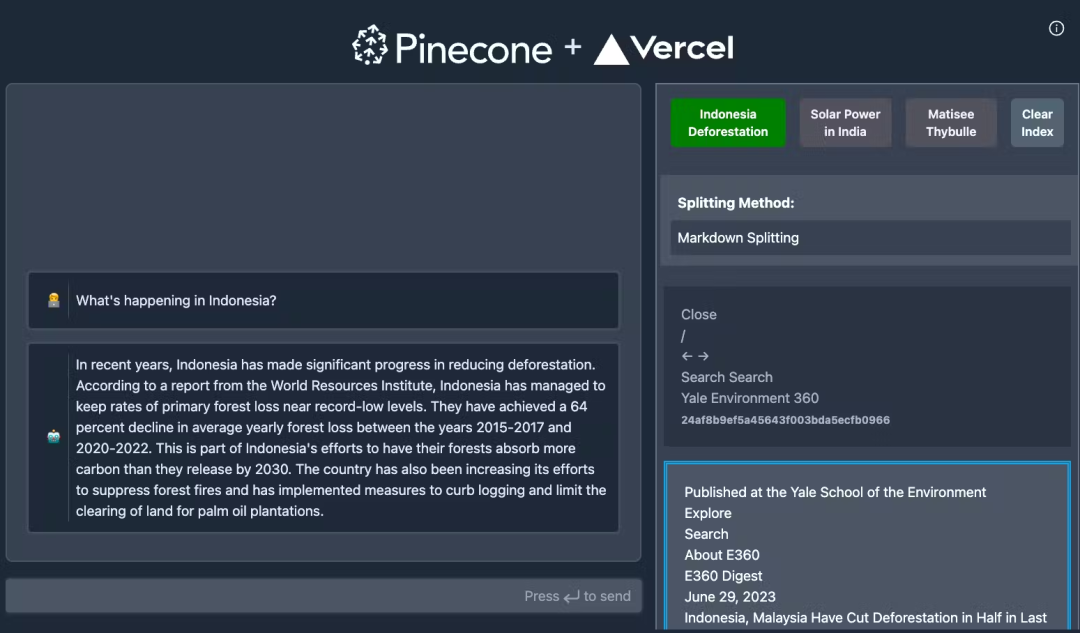 Pinecone + Vercel
What's happening in Indonesia?
In recent years, Indonesia has made significant progress in reducing deforestation.
According to a report from the World Resources Institute, Indonesia has managed to
keep rates of primary forest loss near record-low levels. They have achieved a 64
percent decline in average yearly forest loss between the years 2015-2017 and
2020-2022. This is part of Indonesia's efforts to have their forests absorb more
carbon than they release by 2030. The country has also been increasing its efforts
to suppress forest fires and has implemented measures to curb logging and limit the
clearing of land for palm oil plantations.
Press ↵ to send
Indonesia
Deforestation
Solar Power
in India
Matisee
Thybulle
Clear
Index
Splitting Method:
Markdown Splitting
Close
/
← →
Search Search
Yale Environment 360
24af8b9ef5a45643f003bda5ecfb0966
Published at the Yale School of the Environment
Explore
Search
About E360
E360 Digest
June 29, 2023
Indonesia, Malaysia Have Cut Deforestation in Half in Last